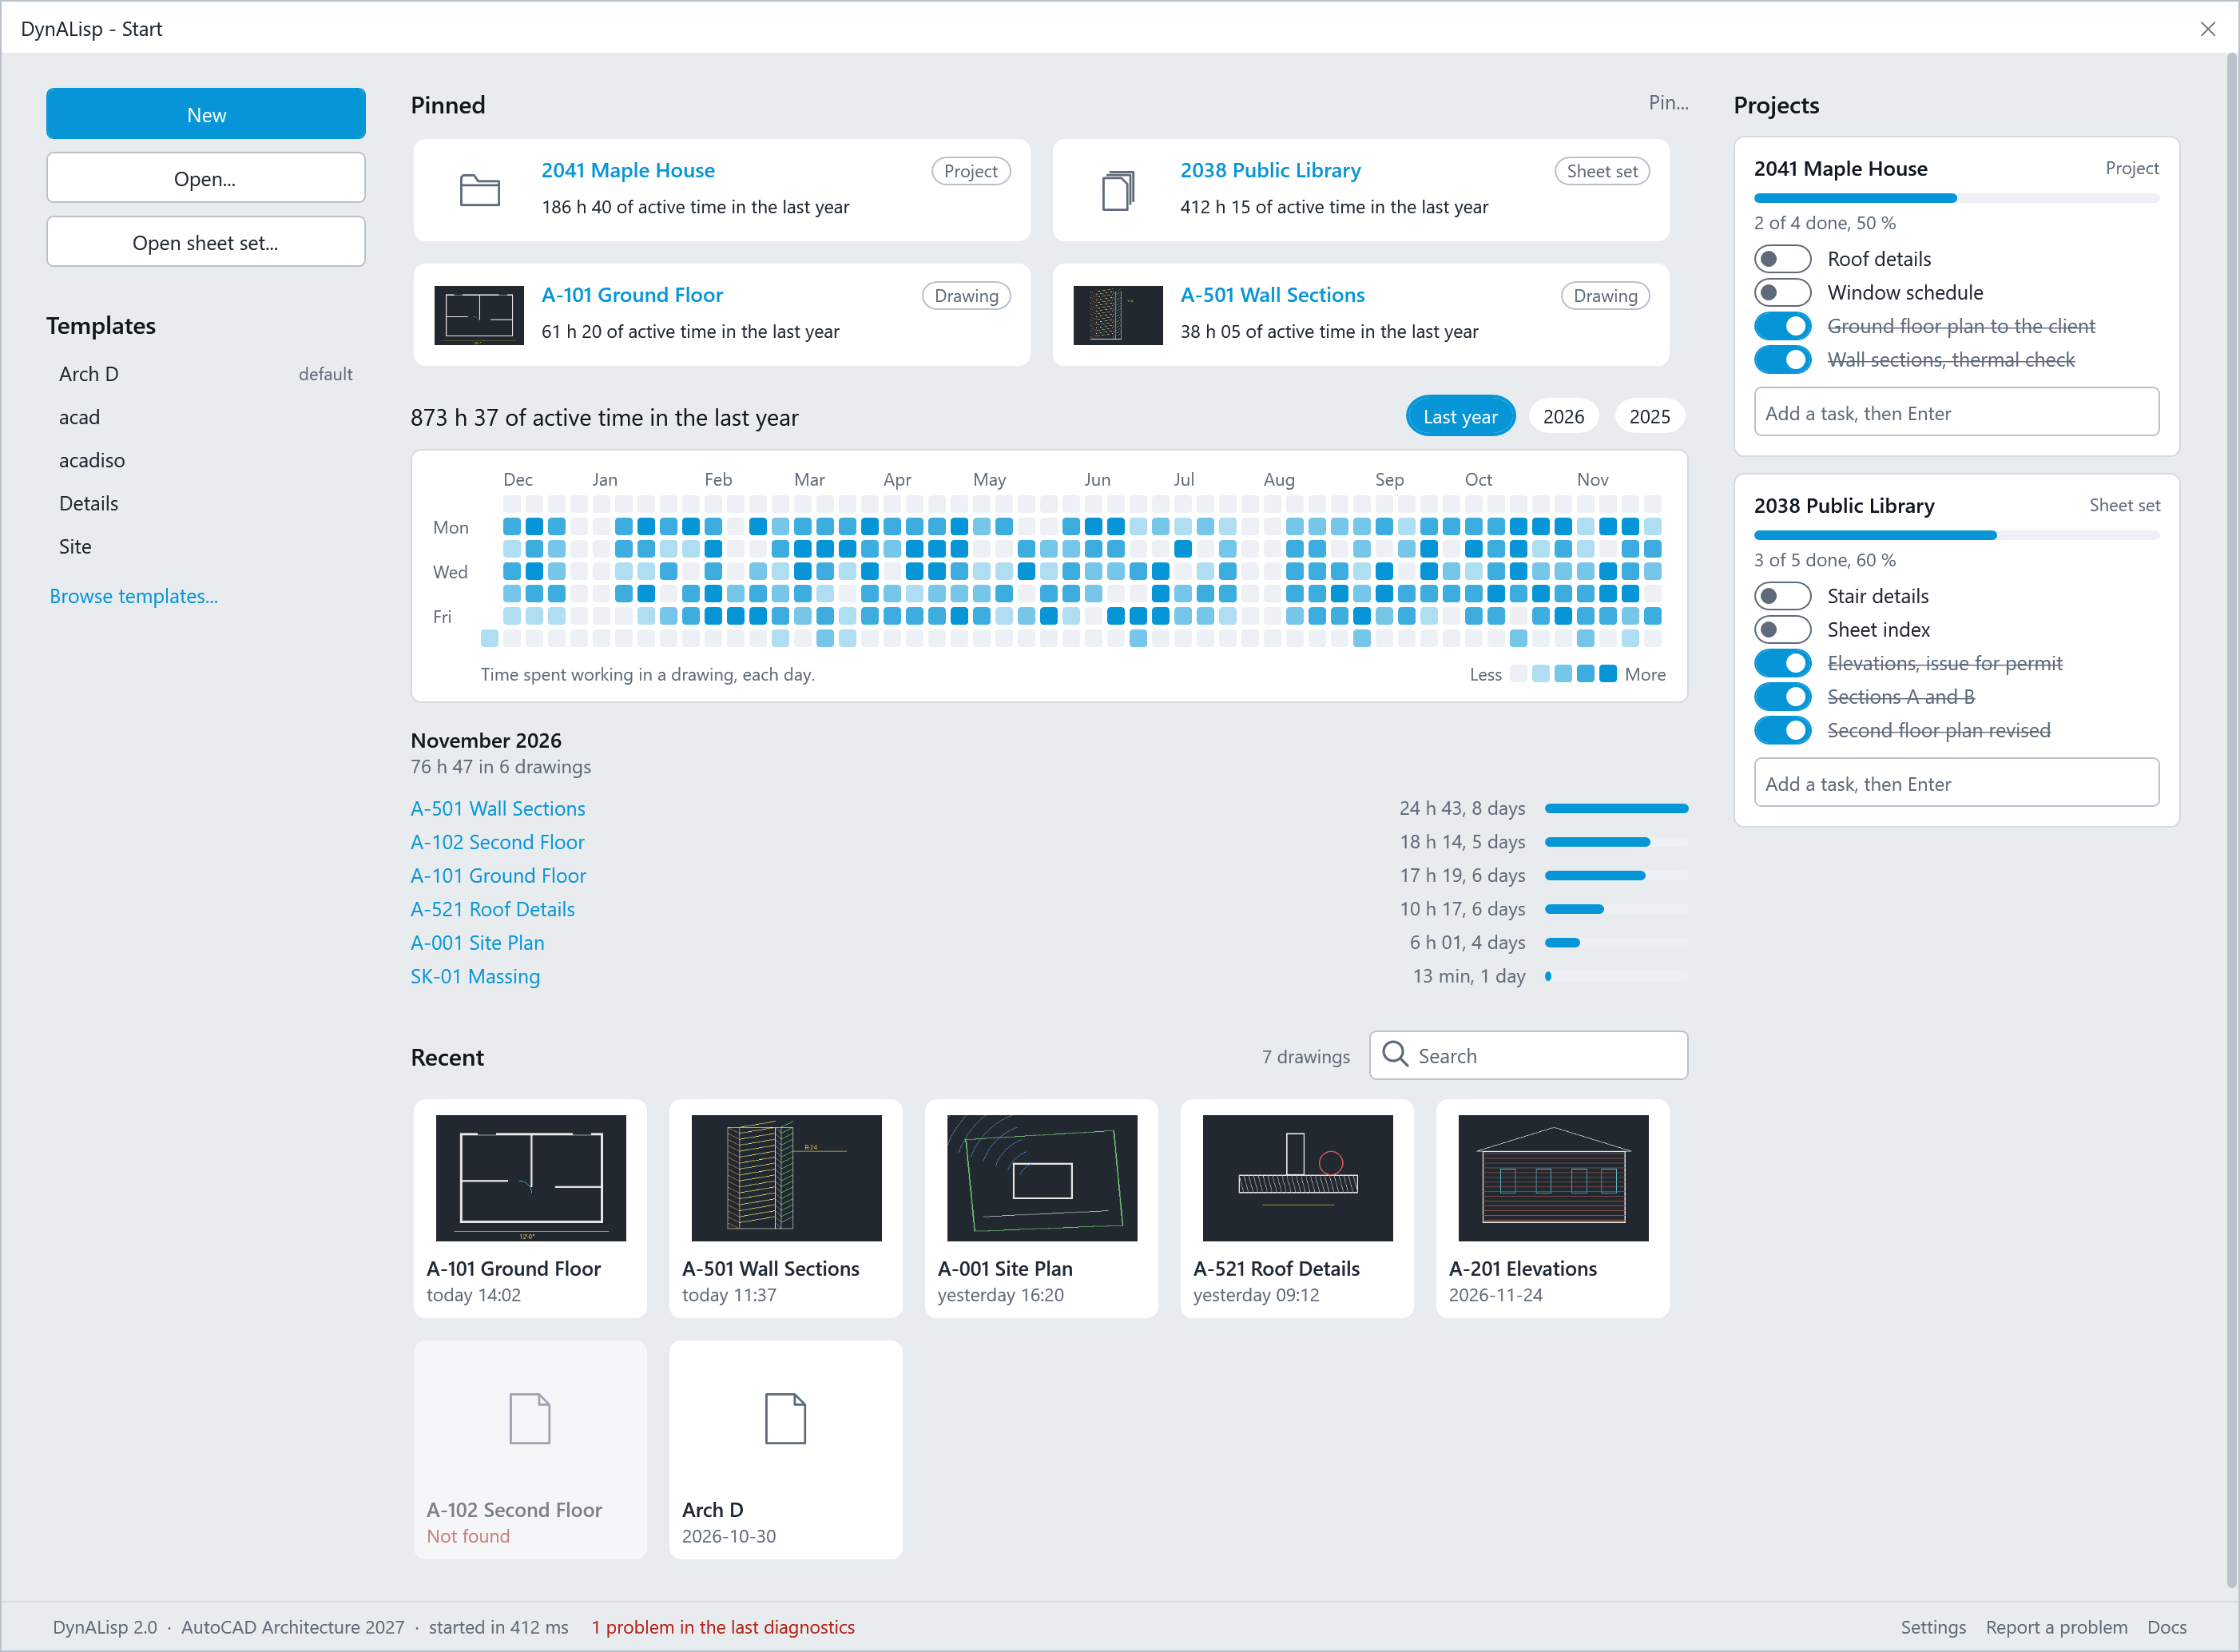 DynALisp - Start
New
Open...
Open sheet set...
Templates
Arch D default
acad
acadiso
Details
Site
Browse templates...
Pinned Pin...
2041 Maple House Project
186 h 40 of active time in the last year
2038 Public Library Sheet set
412 h 15 of active time in the last year
A-101 Ground Floor Drawing
61 h 20 of active time in the last year
A-501 Wall Sections Drawing
38 h 05 of active time in the last year
873 h 37 of active time in the last year Last year 2026 2025
Dec Jan Feb Mar Apr May Jun Jul Aug Sep Oct Nov
Mon
Wed
Fri
Time spent working in a drawing, each day. Less More
November 2026
76 h 47 in 6 drawings
A-501 Wall Sections 24 h 43, 8 days
A-102 Second Floor 18 h 14, 5 days
A-101 Ground Floor 17 h 19, 6 days
A-521 Roof Details 10 h 17, 6 days
A-001 Site Plan 6 h 01, 4 days
SK-01 Massing 13 min, 1 day
Recent 7 drawings Search
12'0"
A-101 Ground Floor
today 14:02
R-24
A-501 Wall Sections
today 11:37
A-001 Site Plan
yesterday 16:20
A-521 Roof Details
yesterday 09:12
A-201 Elevations
2026-11-24
A-102 Second Floor
Not found
Arch D
2026-10-30
Projects
2041 Maple House Project
2 of 4 done, 50 %
Roof details
Window schedule
Ground floor plan to the client
Wall sections, thermal check
Add a task, then Enter
2038 Public Library Sheet set
3 of 5 done, 60 %
Stair details
Sheet index
Elevations, issue for permit
Sections A and B
Second floor plan revised
Add a task, then Enter
DynALisp 2.0 · AutoCAD Architecture 2027 · started in 412 ms 1 problem in the last diagnostics Settings Report a problem Docs